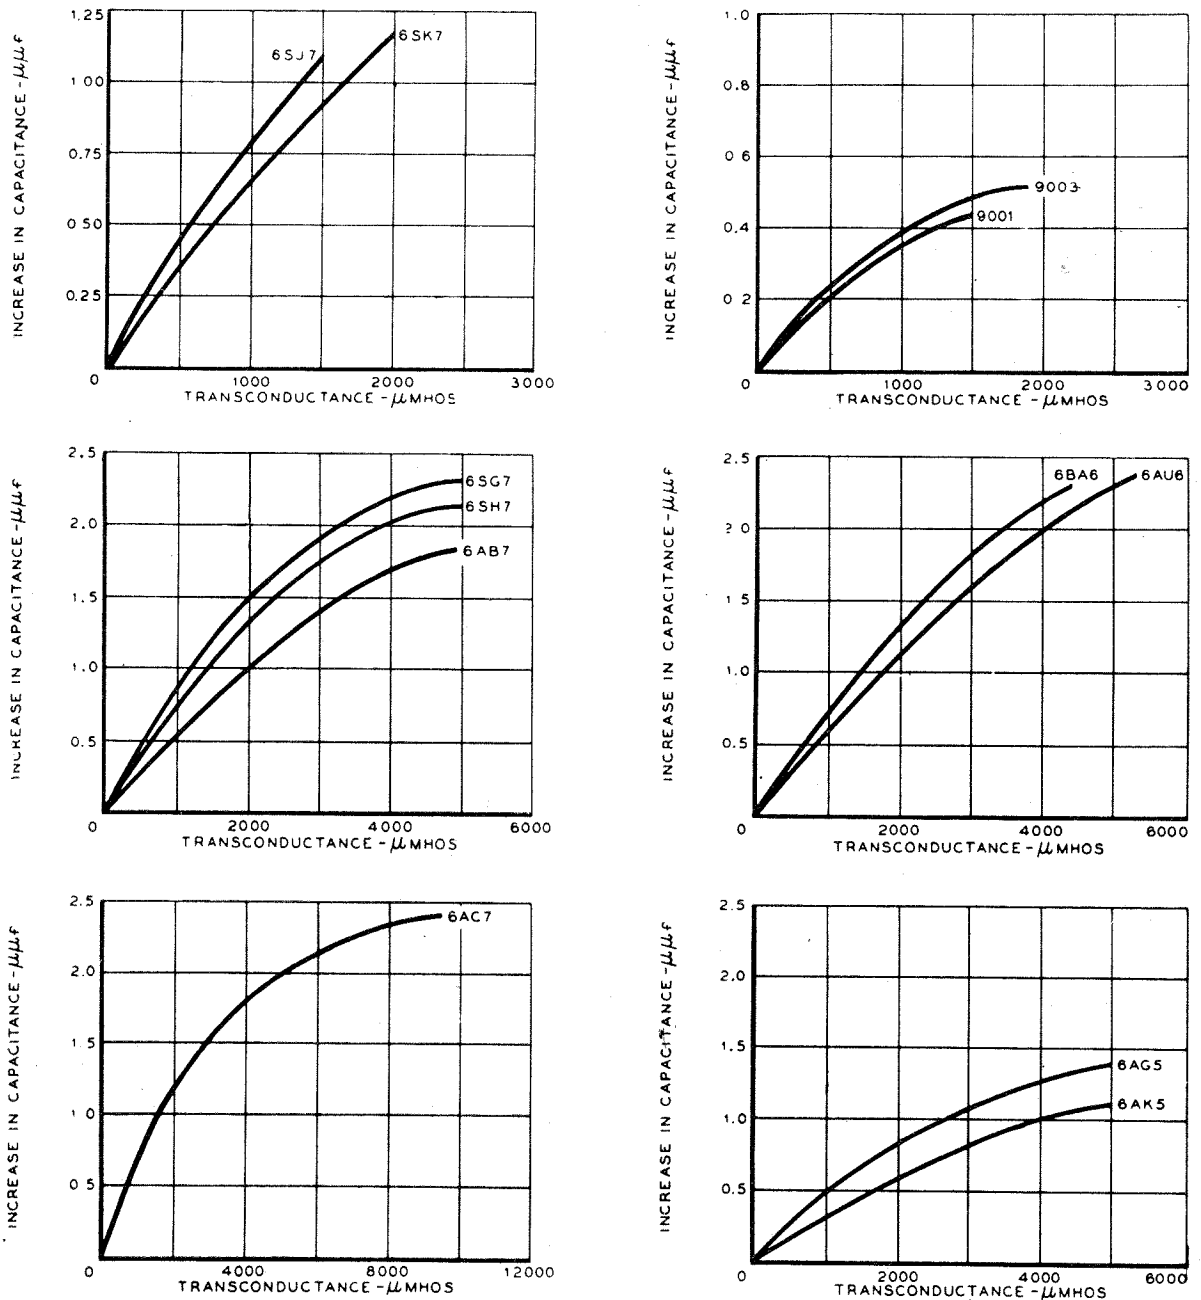 INCREASE IN CAPACITANCE -μμf
1.25
1 00
0.75
0 50
0.25
0
1000
2000
3000
6SJ7
6SK7
TRANSCONDUCTANCE -μMHOS
INCREASE IN CAPACITANCE -μμf
1.0
0.8
0 6
0.4
0 2
0
1000
2000
3000
9003
9001
TRANSCONDUCTANCE -μMHOS
INCREASE IN CAPACITANCE -μμf
2.5
2.0
1.5
1.0
0.5
0
2000
4000
6000
6SG7
6SH7
6AB7
TRANSCONDUCTANCE -μMHOS
INCREASE IN CAPACITANCE -μμf
2.5
2.0
1.5
1.0
0.5
0
2000
4000
6000
6BA6
6AU6
TRANSCONDUCTANCE -μMHOS
INCREASE IN CAPACITANCE -μμf
2.5
2.0
1.5
1 0
0 5
0
4000
8000
12000
6AC7
TRANSCONDUCTANCE -μMHOS
INCREASE IN CAPACITANCE -μμf
2.5
2.0
1.5
1.0
0.5
0
2000
4000
6000
6AG5
6AK5
TRANSCONDUCTANCE -μMHOS